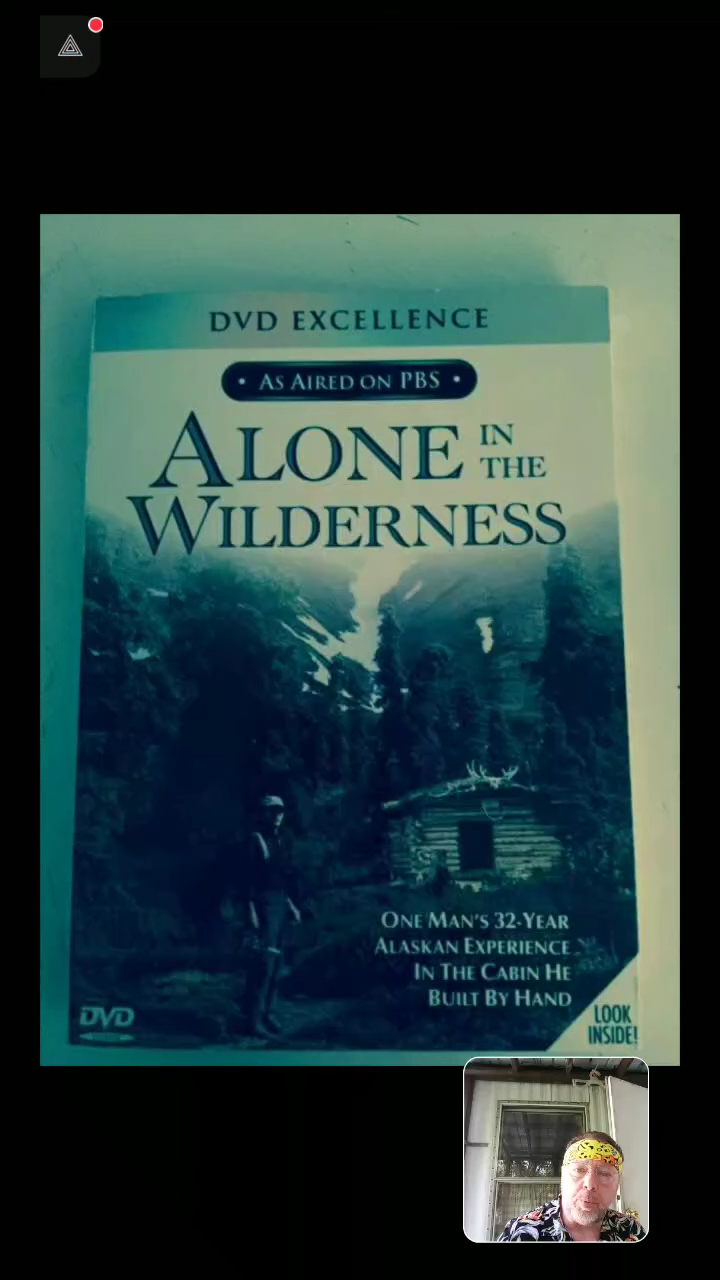 DVD EXCELLENCE
• AS AIRED ON PBS •
ALONE IN THE
WILDERNESS
ONE MAN'S 32-YEAR
ALASKAN EXPERIENCE
IN THE CABIN HE
BUILT BY HAND
DVD
LOOK
INSIDE!